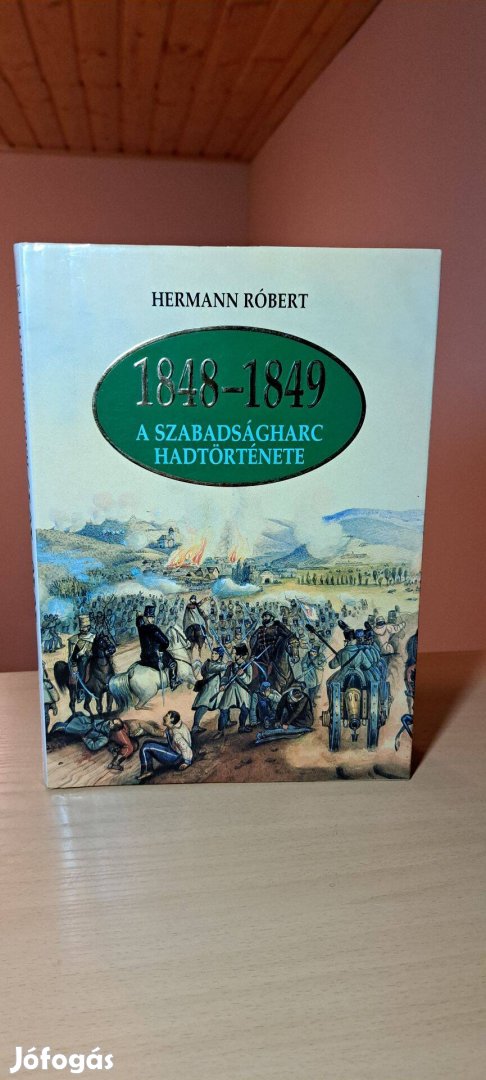 HERMANN RÓBERT
1848–1849
A SZABADSÁGHARC
HADTÖRTÉNETE
Jófogás